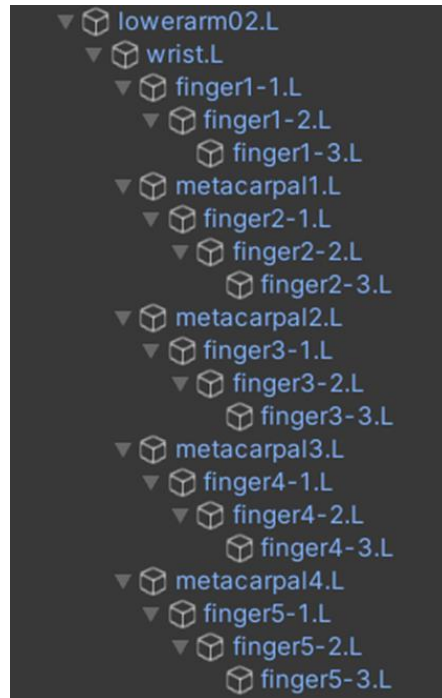 lowerarm02.L
wrist.L
finger1-1.L
finger1-2.L
finger1-3.L
metacarpal1.L
finger2-1.L
finger2-2.L
finger2-3.L
metacarpal2.L
finger3-1.L
finger3-2.L
finger3-3.L
metacarpal3.L
finger4-1.L
finger4-2.L
finger4-3.L
metacarpal4.L
finger5-1.L
finger5-2.L
finger5-3.L